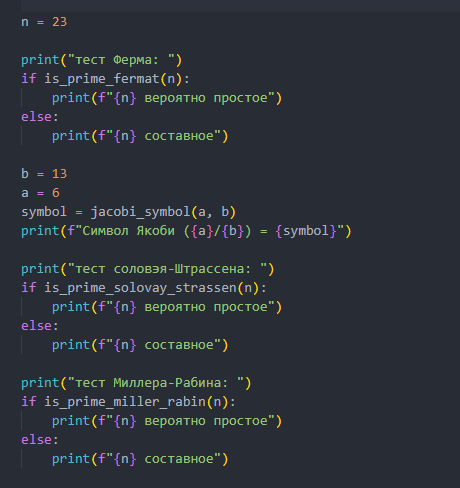 n = 23
print("тест Ферма: ")
if is_prime_fermat(n):
    print(f"{n} вероятно простое")
else:
    print(f"{n} составное")
b = 13
a = 6
symbol = jacobi_symbol(a, b)
print(f"Символ Якоби ({a}/{b}) = {symbol}")
print("тест соловэя-Штрассена: ")
if is_prime_solovay_strassen(n):
    print(f"{n} вероятно простое")
else:
    print(f"{n} составное")
print("тест Миллера-Рабина: ")
if is_prime_miller_rabin(n):
    print(f"{n} вероятно простое")
else:
    print(f"{n} составное")